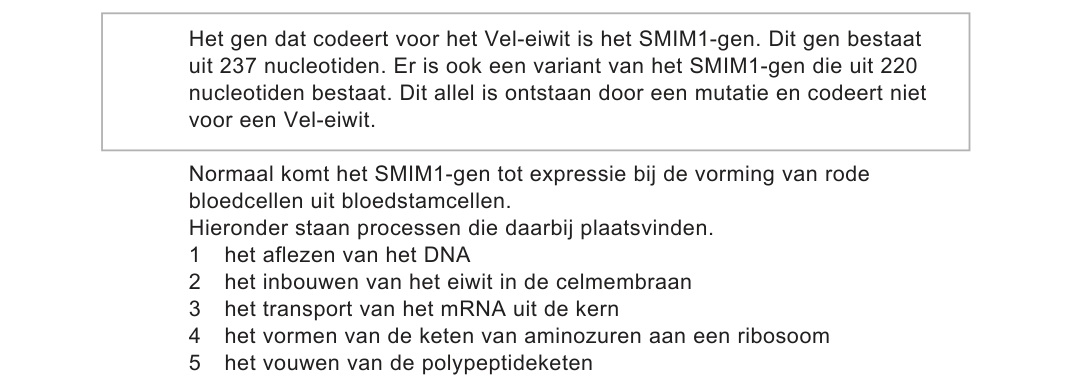 Het gen dat codeert voor het Vel-eiwit is het SMIM1-gen. Dit gen bestaat
uit 237 nucleotiden. Er is ook een variant van het SMIM1-gen die uit 220
nucleotiden bestaat. Dit allel is ontstaan door een mutatie en codeert niet
voor een Vel-eiwit.
Normaal komt het SMIM1-gen tot expressie bij de vorming van rode
bloedcellen uit bloedstamcellen.
Hieronder staan processen die daarbij plaatsvinden.
1 het aflezen van het DNA
2 het inbouwen van het eiwit in de celmembraan
3 het transport van het mRNA uit de kern
4 het vormen van de keten van aminozuren aan een ribosoom
5 het vouwen van de polypeptideketen